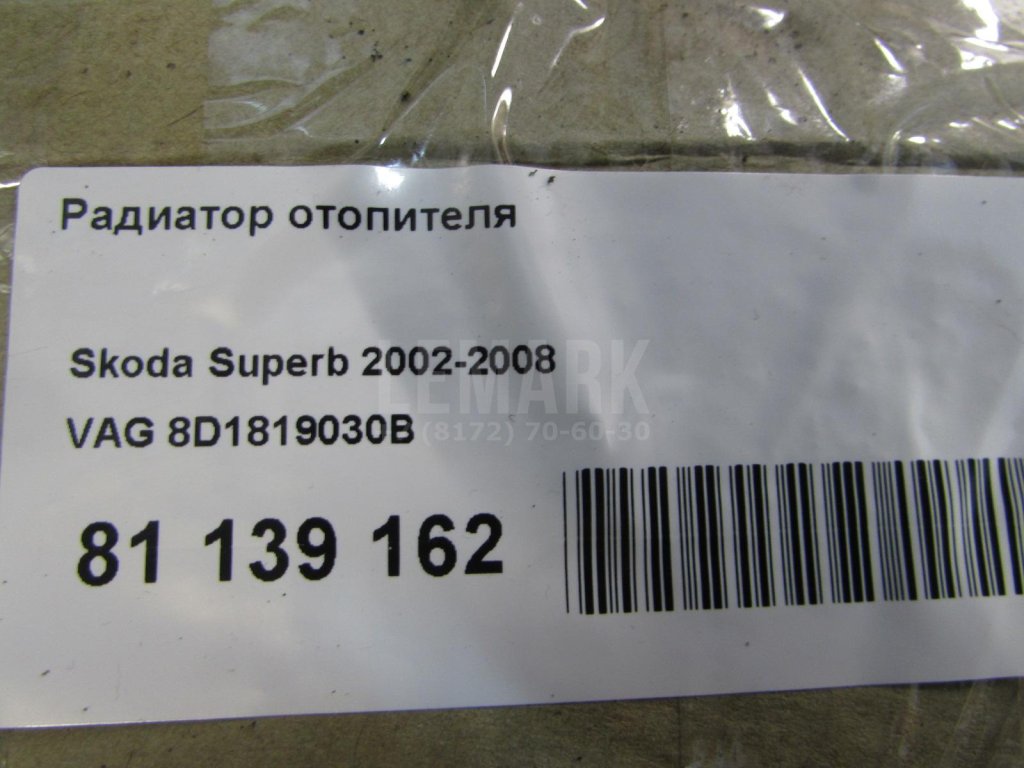 Радиатор отопителя
Skoda Superb 2002-2008
LEMARK
VAG 8D1819030B
(8172) 70-60-30
81 139 162